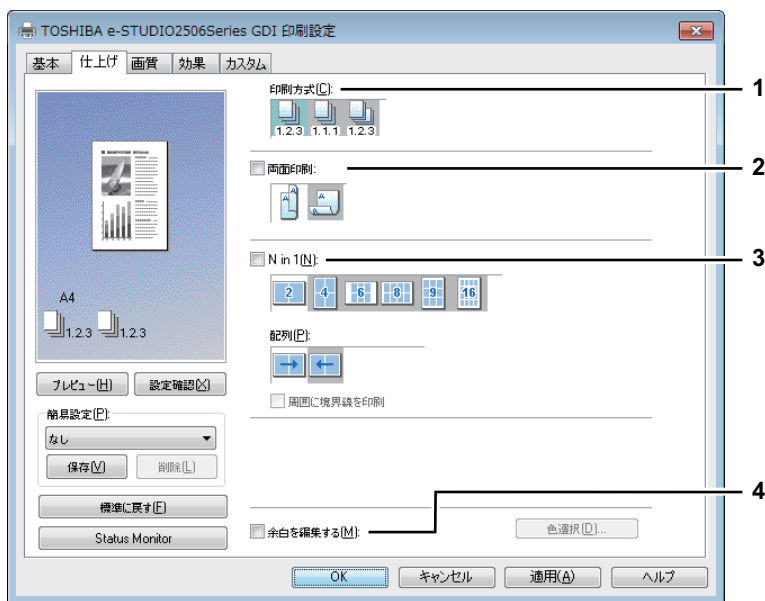 TOSHIBA e-STUDIO2506Series GDI 印刷設定
基本 仕上げ 画質 効果 カスタム
印刷方式(C): 1
1.2.3 1.1.1 1.2.3
両面印刷: 2
A A A
N in 1(N): 3
2 4 6 8 9 16
A4
1.2.3 1.2.3
配列(P):
プレビュー(H) 設定確認(X)
周囲に境界線を印刷
簡易設定(P):
なし
保存(V) 削除(L)
標準に戻す(F) 4
Status Monitor 余白を編集する(M): 色選択(D)...
OK キャンセル 適用(A) ヘルプ